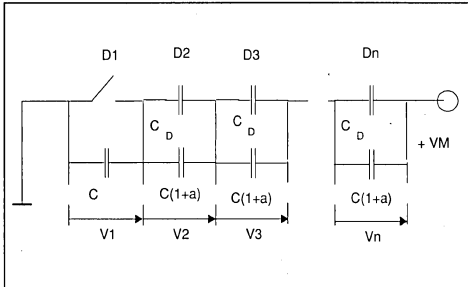 D1 D2 D3 Dn
C D C D C D
+ VM
C C(1+a) C(1+a) C(1+a)
V1 V2 V3 Vn